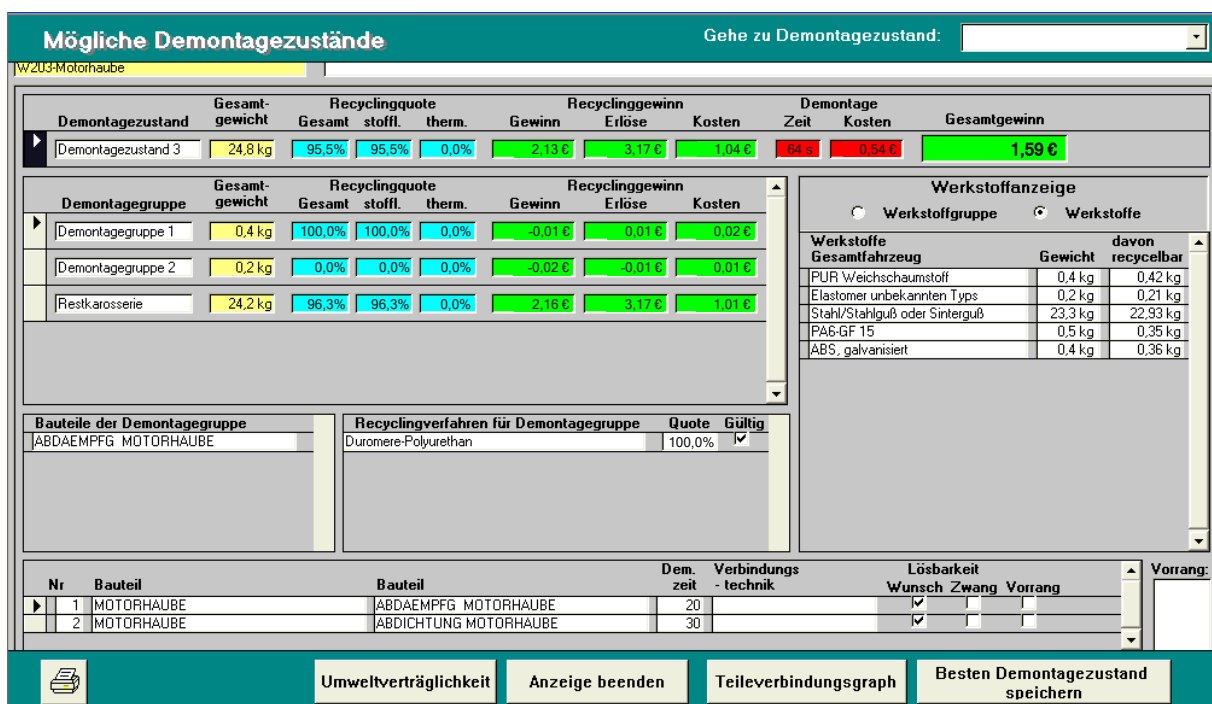 Mögliche Demontagezustände Gehe zu Demontagezustand:
W203-Motorhaube
Gesamt- Recyclingquote Recyclinggewinn Demontage
Demontagezustand gewicht Gesamt stoffl. therm. Gewinn Erlöse Kosten Zeit Kosten Gesamtgewinn
Demontagezustand 3 24,8 kg 95,5% 95,5% 0,0% 2,13 € 3,17 € 1,04 € 64 s 0,54 € 1,59 €
Gesamt- Recyclingquote Recyclinggewinn
Demontagegruppe gewicht Gesamt stoffl. therm. Gewinn Erlöse Kosten
Demontagegruppe 1 0,4 kg 100,0% 100,0% 0,0% -0,01 € 0,01 € 0,02 €
Demontagegruppe 2 0,2 kg 0,0% 0,0% 0,0% -0,02 € -0,01 € 0,01 €
Restkarosserie 24,2 kg 96,3% 96,3% 0,0% 2,16 € 3,17 € 1,01 €
Werkstoffanzeige
Werkstoffgruppe Werkstoffe
Werkstoffe davon
Gesamtfahrzeug Gewicht recycelbar
PUR Weichschaumstoff 0,4 kg 0,42 kg
Elastomer unbekannten Typs 0,2 kg 0,21 kg
Stahl/Stahlguß oder Sinterguß 23,3 kg 22,93 kg
PA6-GF 15 0,5 kg 0,35 kg
ABS, galvanisiert 0,4 kg 0,36 kg
Bauteile der Demontagegruppe
ABDAEMPFG MOTORHAUBE
Recyclingverfahren für Demontagegruppe Quote Gültig
Duromere-Polyurethan 100,0%
Dem. Verbindungs Lösbarkeit Vorrang:
Nr Bauteil Bauteil zeit - technik Wunsch Zwang Vorrang
1 MOTORHAUBE ABDAEMPFG MOTORHAUBE 20
2 MOTORHAUBE ABDICHTUNG MOTORHAUBE 30
Umweltverträglichkeit Anzeige beenden Teileverbindungsgraph Besten Demontagezustand
speichern